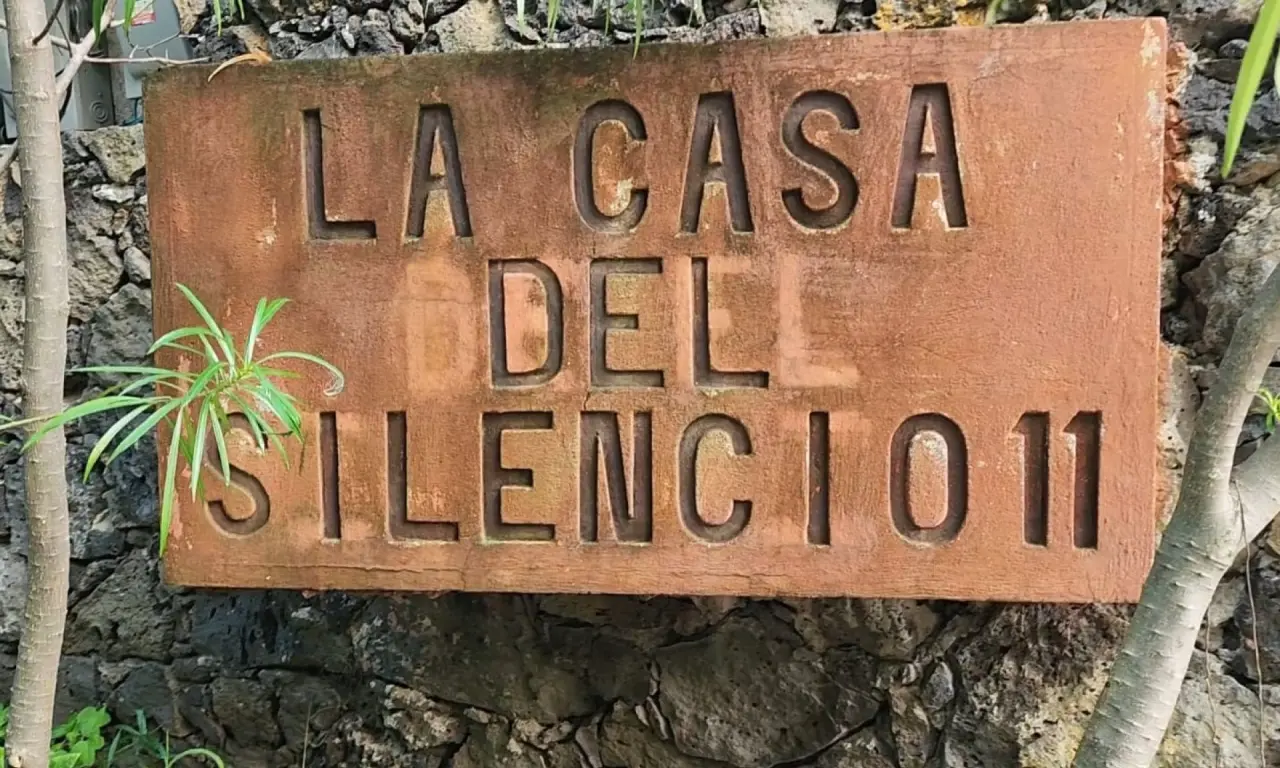 LA CASA
DEL
SILENCIO 11